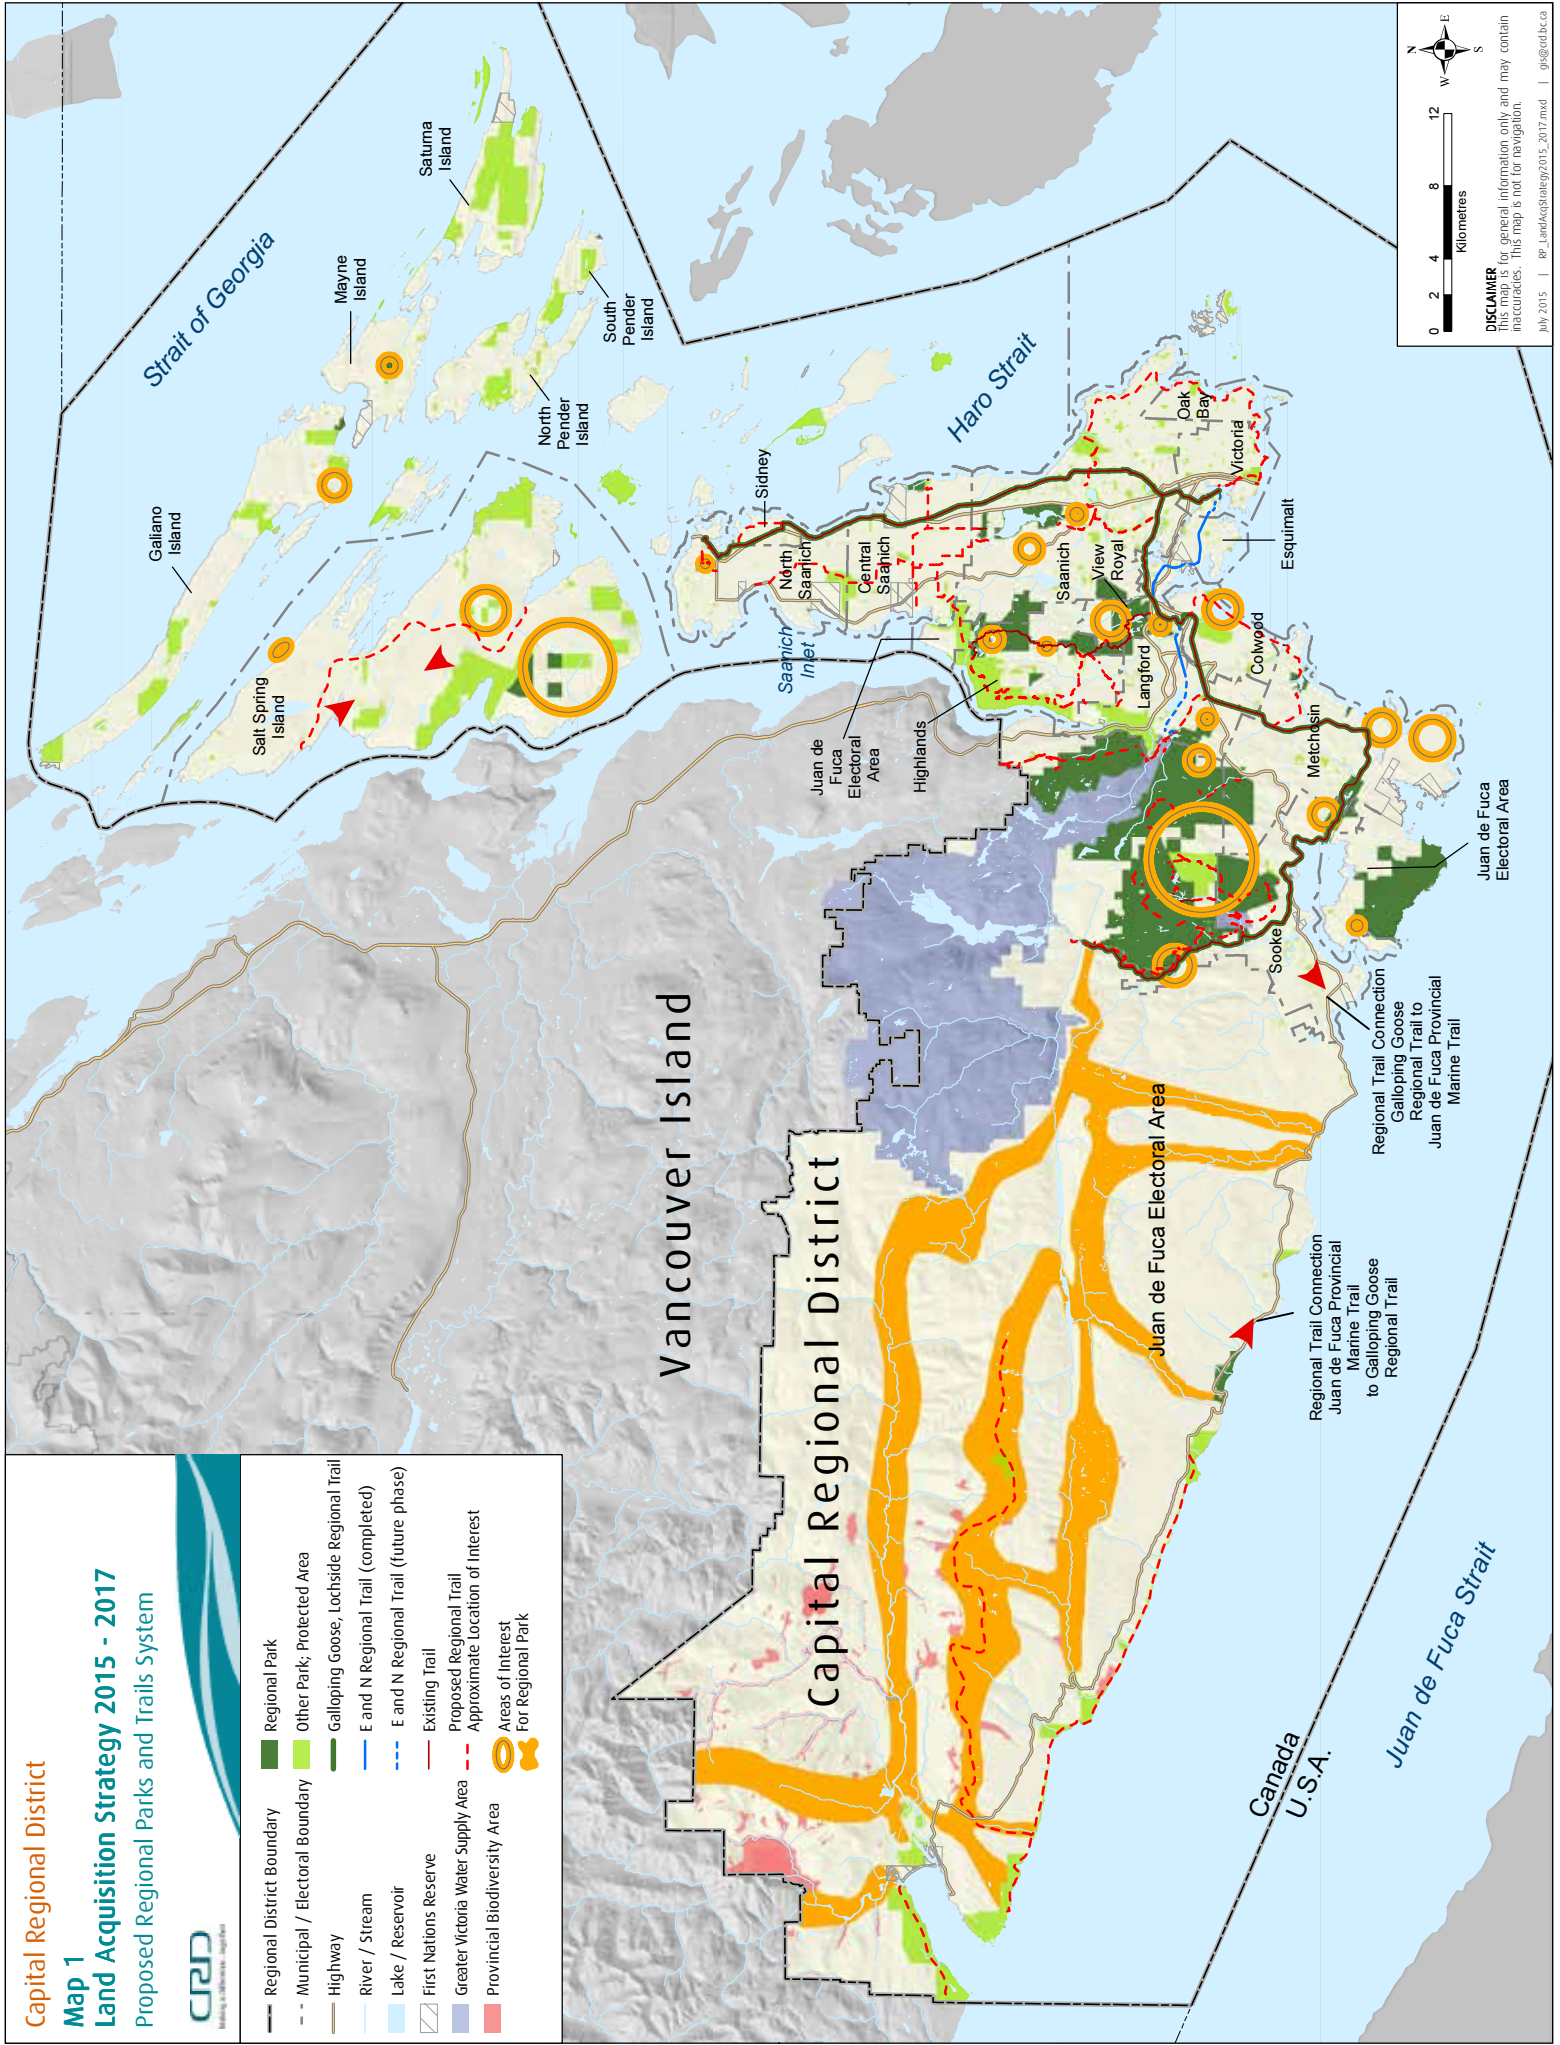 Capital Regional District
Map 1
Land Acquisition Strategy 2015 - 2017
Proposed Regional Parks and Trails System
CRD
Regional District Boundary
Municipal / Electoral Boundary
Highway
River / Stream
Lake / Reservoir
First Nations Reserve
Greater Victoria Water Supply Area
Provincial Biodiversity Area
Regional Park
Other Park; Protected Area
Galloping Goose, Lochside Regional Trail
E and N Regional Trail (completed)
E and N Regional Trail (future phase)
Existing Trail
Proposed Regional Trail
Approximate Location of Interest
Areas of Interest
For Regional Park
Strait of Georgia
Galiano
Island
Mayne
Island
Saturna
Island
Salt Spring
Island
North
Pender
Island
South
Pender
Island
Haro Strait
Saanich
Inlet
Sidney
North
Saanich
Central
Saanich
Saanich
View
Royal
Oak
Bay
Victoria
Esquimalt
Juan de
Fuca
Electoral
Area
Highlands
Langford
Colwood
Metchosin
Sooke
Juan de Fuca
Electoral Area
Vancouver Island
Capital Regional District
Juan de Fuca Electoral Area
Regional Trail Connection
Galloping Goose
Regional Trail to
Juan de Fuca Provincial
Marine Trail
Regional Trail Connection
Juan de Fuca Provincial
Marine Trail
to Galloping Goose
Regional Trail
Canada
U.S.A.
Juan de Fuca Strait
N
W
E
S
0 2 4 8 12
Kilometres
DISCLAIMER
This map is for general information only and may contain
inaccuracies. This map is not for navigation.
July 2015 | RP_LandAcqStrategy2015_2017.mxd | gis@crd.bc.ca